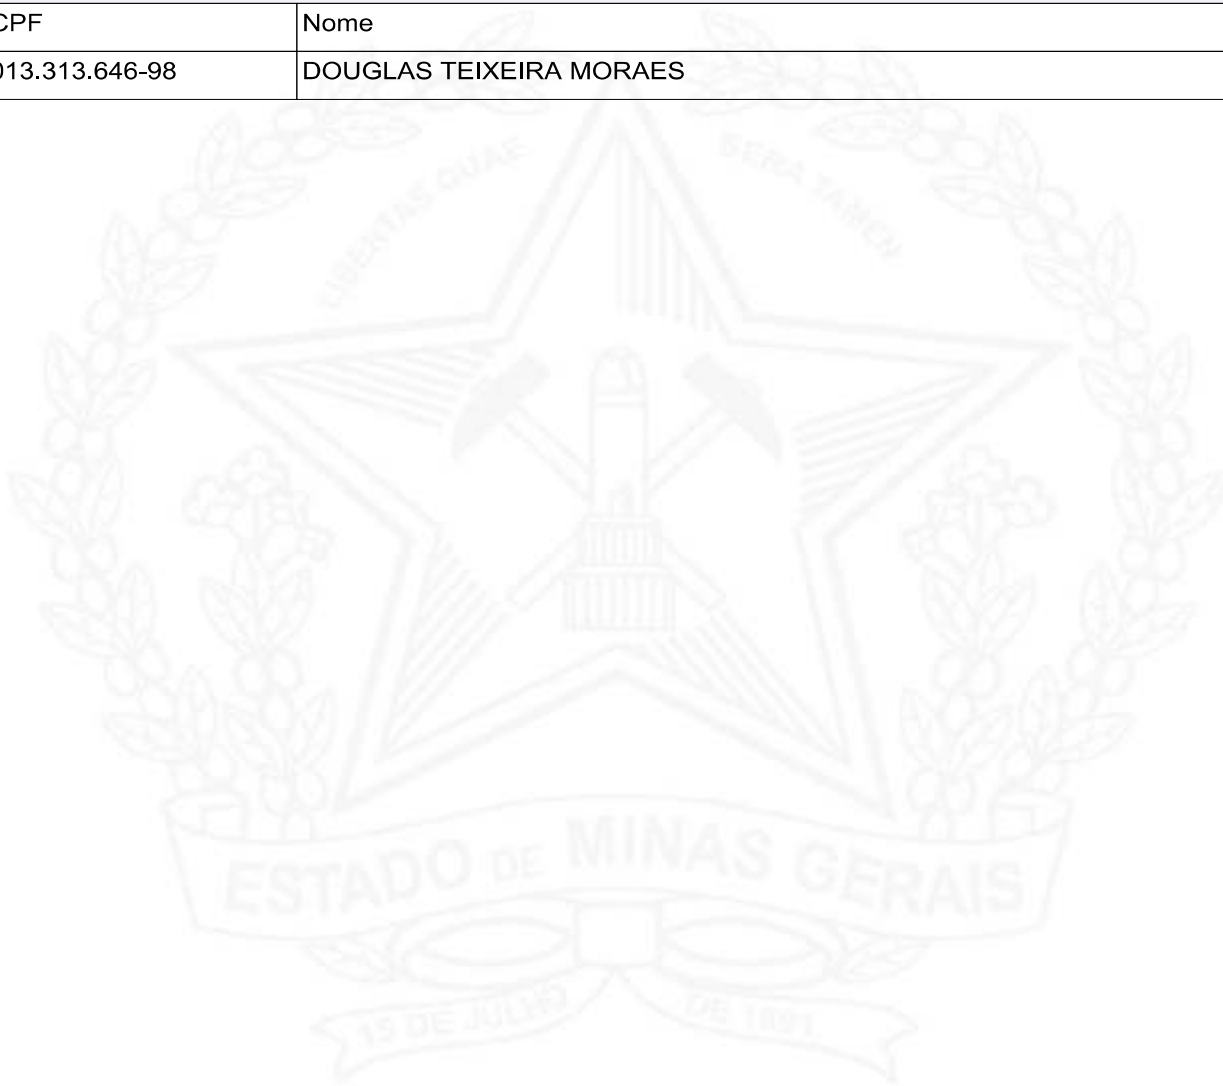 CPF Nome
013.313.646-98 DOUGLAS TEIXEIRA MORAES
LIBERTAS QUAE SERA TAMEN
ESTADO DE MINAS GERAIS
15 DE JULHO DE 1891